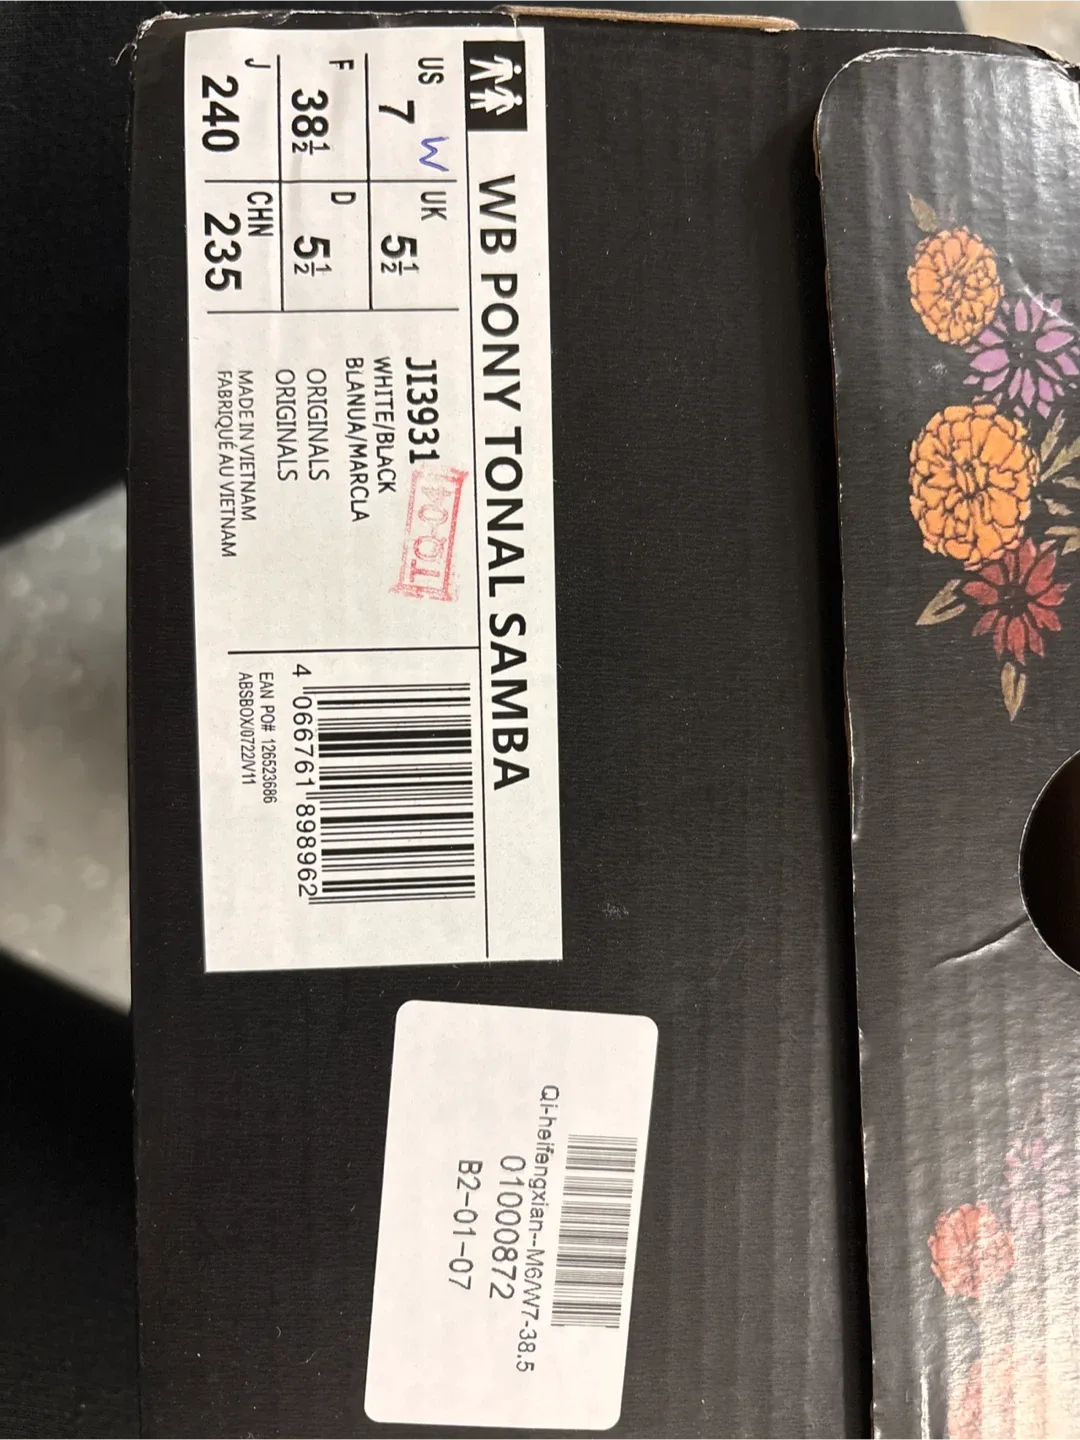 WB PONY TONAL SAMBA
US 7 W UK 5½
F 38½ D 5½
J 240 CHN 235
JI3931
WHITE/BLACK
BLANUA/MARCLA
ORIGINALS
ORIGINALS
MADE IN VIETNAM
FABRIQUÉ AU VIETNAM
4 066761 898962
EAN PO# 126523686
ABSBOX/0722/V11
Qi-heifengxian--M6/W7-38.5
01000872
B2-01-07